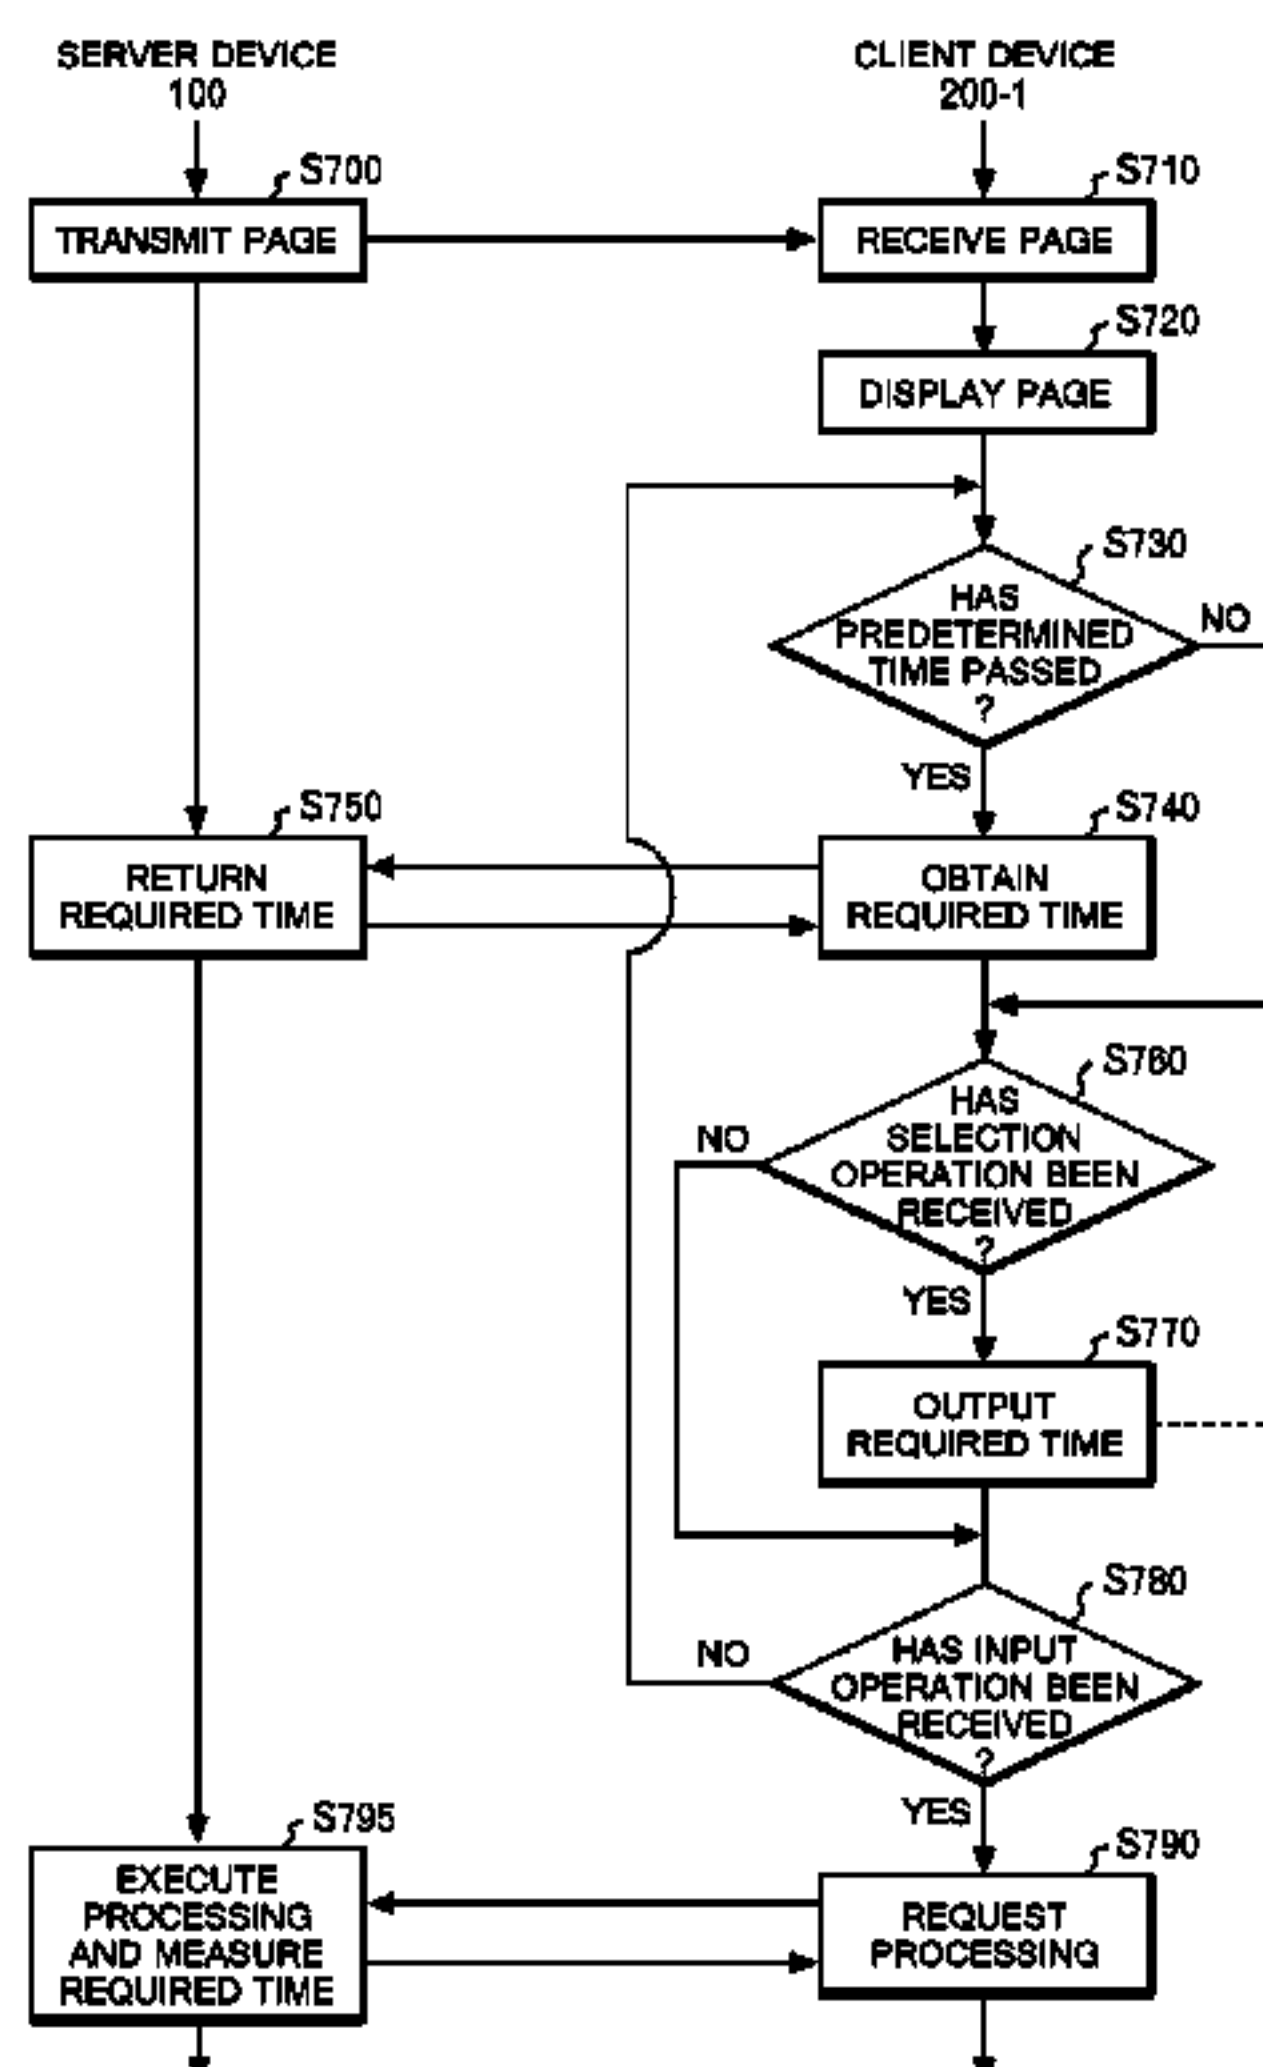 SERVER DEVICE
100
CLIENT DEVICE
200-1
S700
TRANSMIT PAGE
S710
RECEIVE PAGE
S720
DISPLAY PAGE
S730
HAS
PREDETERMINED
TIME PASSED
?
NO
YES
S750
RETURN
REQUIRED TIME
S740
OBTAIN
REQUIRED TIME
S760
HAS
SELECTION
OPERATION BEEN
RECEIVED
?
NO
YES
S770
OUTPUT
REQUIRED TIME
S780
HAS INPUT
OPERATION BEEN
RECEIVED
?
NO
YES
S795
EXECUTE
PROCESSING
AND MEASURE
REQUIRED TIME
S790
REQUEST
PROCESSING